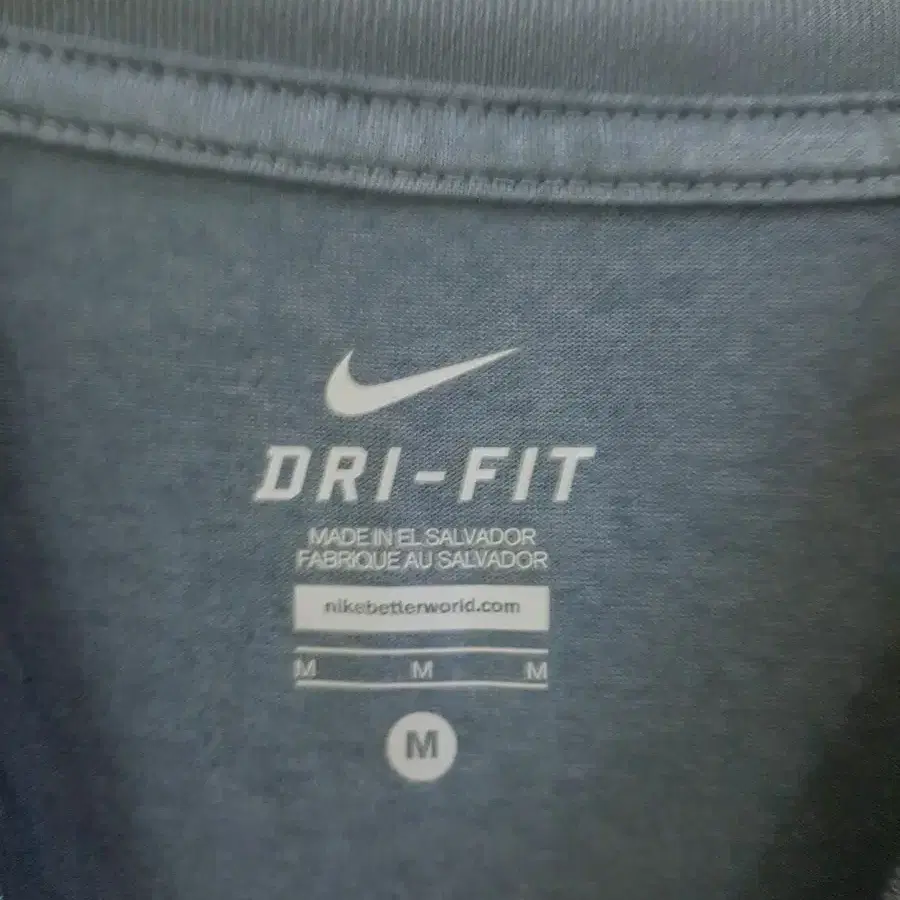 DRI-FIT
MADE IN EL SALVADOR
FABRIQUE AU SALVADOR
nikebetterworld.com
M M M
M